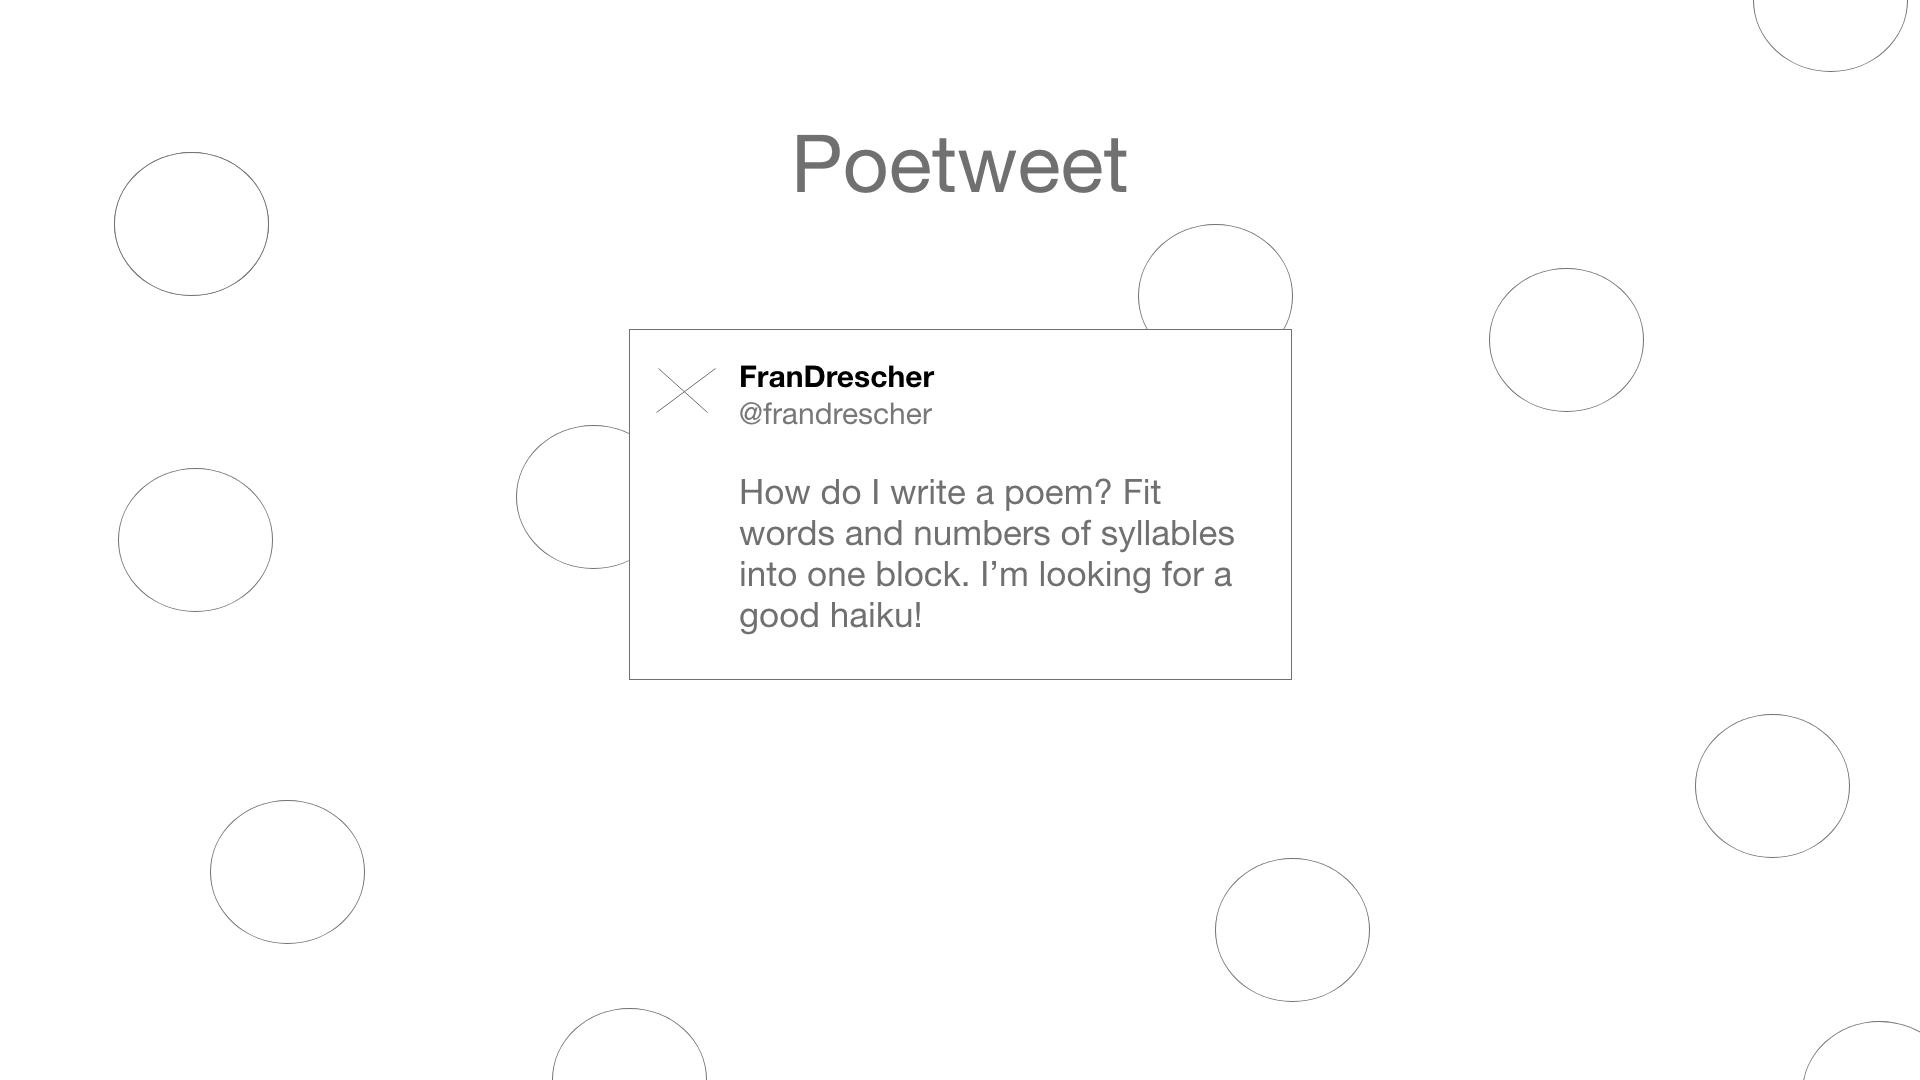 Poetweet
FranDrescher
@frandrescher
How do I write a poem? Fit
words and numbers of syllables
into one block. I’m looking for a
good haiku!